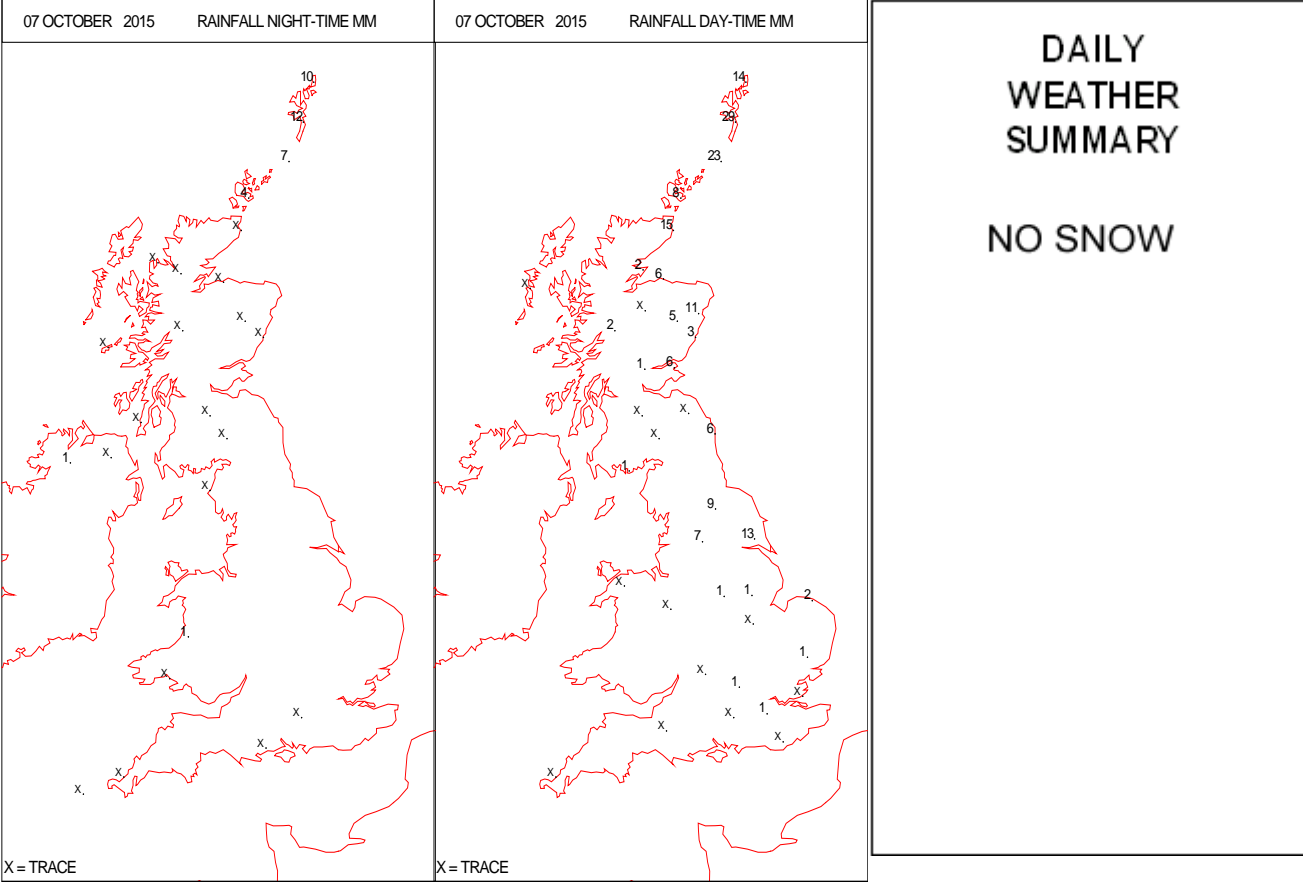 07 OCTOBER 2015 RAINFALL NIGHT-TIME MM
10
12
7.
4
X.
X.
X.
X.
X.
X.
X.
X.
X.
X.
X.
1.
X.
X.
1.
X.
X.
X.
X.
X.
X = TRACE
07 OCTOBER 2015 RAINFALL DAY-TIME MM
14
29
23.
8
15
2.
6
X.
X.
11.
5.
2.
3
1.
6
X.
X.
6
X.
1
9.
7.
13.
X.
1. 1.
2
X.
X.
1.
X.
1.
X.
1.
X.
X.
X.
X.
X = TRACE
DAILY
WEATHER
SUMMARY
NO SNOW